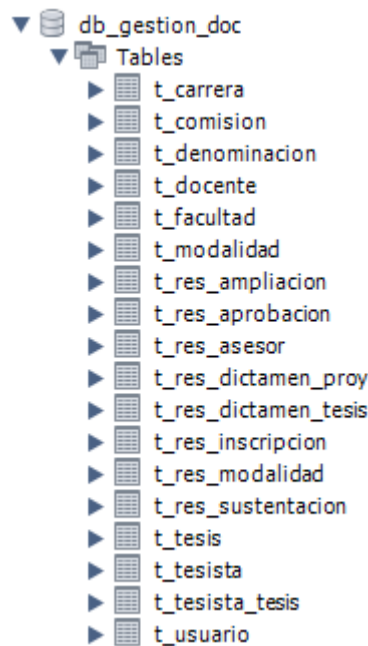 db_gestion_doc
Tables
t_carrera
t_comision
t_denominacion
t_docente
t_facultad
t_modalidad
t_res_ampliacion
t_res_aprobacion
t_res_asesor
t_res_dictamen_proy
t_res_dictamen_tesis
t_res_inscripcion
t_res_modalidad
t_res_sustentacion
t_tesis
t_tesista
t_tesista_tesis
t_usuario